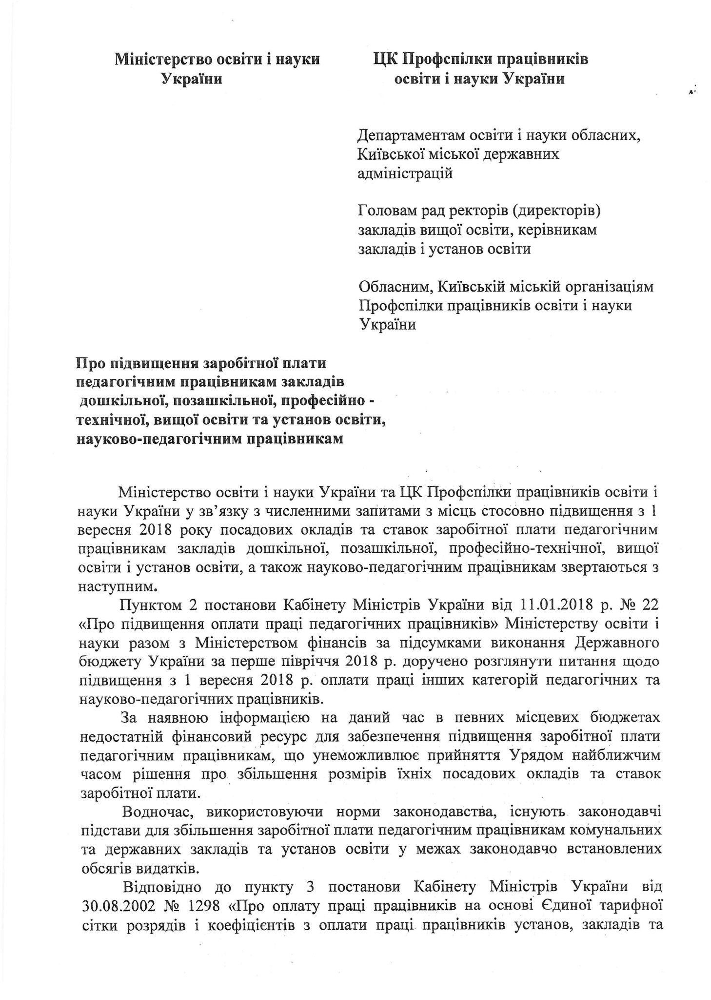 Міністерство освіти і науки
України
ЦК Профспілки працівників
освіти і науки України
Департаментам освіти і науки обласних,
Київської міської державних
адміністрацій
Головам рад ректорів (директорів)
закладів вищої освіти, керівникам
закладів і установ освіти
Обласним, Київській міській організаціям
Профспілки працівників освіти і науки
України
Про підвищення заробітної плати
педагогічним працівникам закладів
дошкільної, позашкільної, професійно -
технічної, вищої освіти та установ освіти,
науково-педагогічним працівникам
Міністерство освіти і науки України та ЦК Профспілки працівників освіти і
науки України у зв’язку з численними запитами з місць стосовно підвищення з 1
вересня 2018 року посадових окладів та ставок заробітної плати педагогічним
працівникам закладів дошкільної, позашкільної, професійно-технічної, вищої
освіти і установ освіти, а також науково-педагогічним працівникам звертаються з
наступним.
Пунктом 2 постанови Кабінету Міністрів України від 11.01.2018 р. № 22
«Про підвищення оплати праці педагогічних працівників» Міністерству освіти і
науки разом з Міністерством фінансів за підсумками виконання Державного
бюджету України за перше півріччя 2018 р. доручено розглянути питання щодо
підвищення з 1 вересня 2018 р. оплати праці інших категорій педагогічних та
науково-педагогічних працівників.
За наявною інформацією на даний час в певних місцевих бюджетах
недостатній фінансовий ресурс для забезпечення підвищення заробітної плати
педагогічним працівникам, що унеможливлює прийняття Урядом найближчим
часом рішення про збільшення розмірів їхніх посадових окладів та ставок
заробітної плати.
Водночас, використовуючи норми законодавства, існують законодавчі
підстави для збільшення заробітної плати педагогічним працівникам комунальних
та державних закладів та установ освіти у межах законодавчо встановлених
обсягів видатків.
Відповідно до пункту 3 постанови Кабінету Міністрів України від
30.08.2002 № 1298 «Про оплату праці працівників на основі Єдиної тарифної
сітки розрядів і коефіцієнтів з оплати праці працівників установ, закладів та